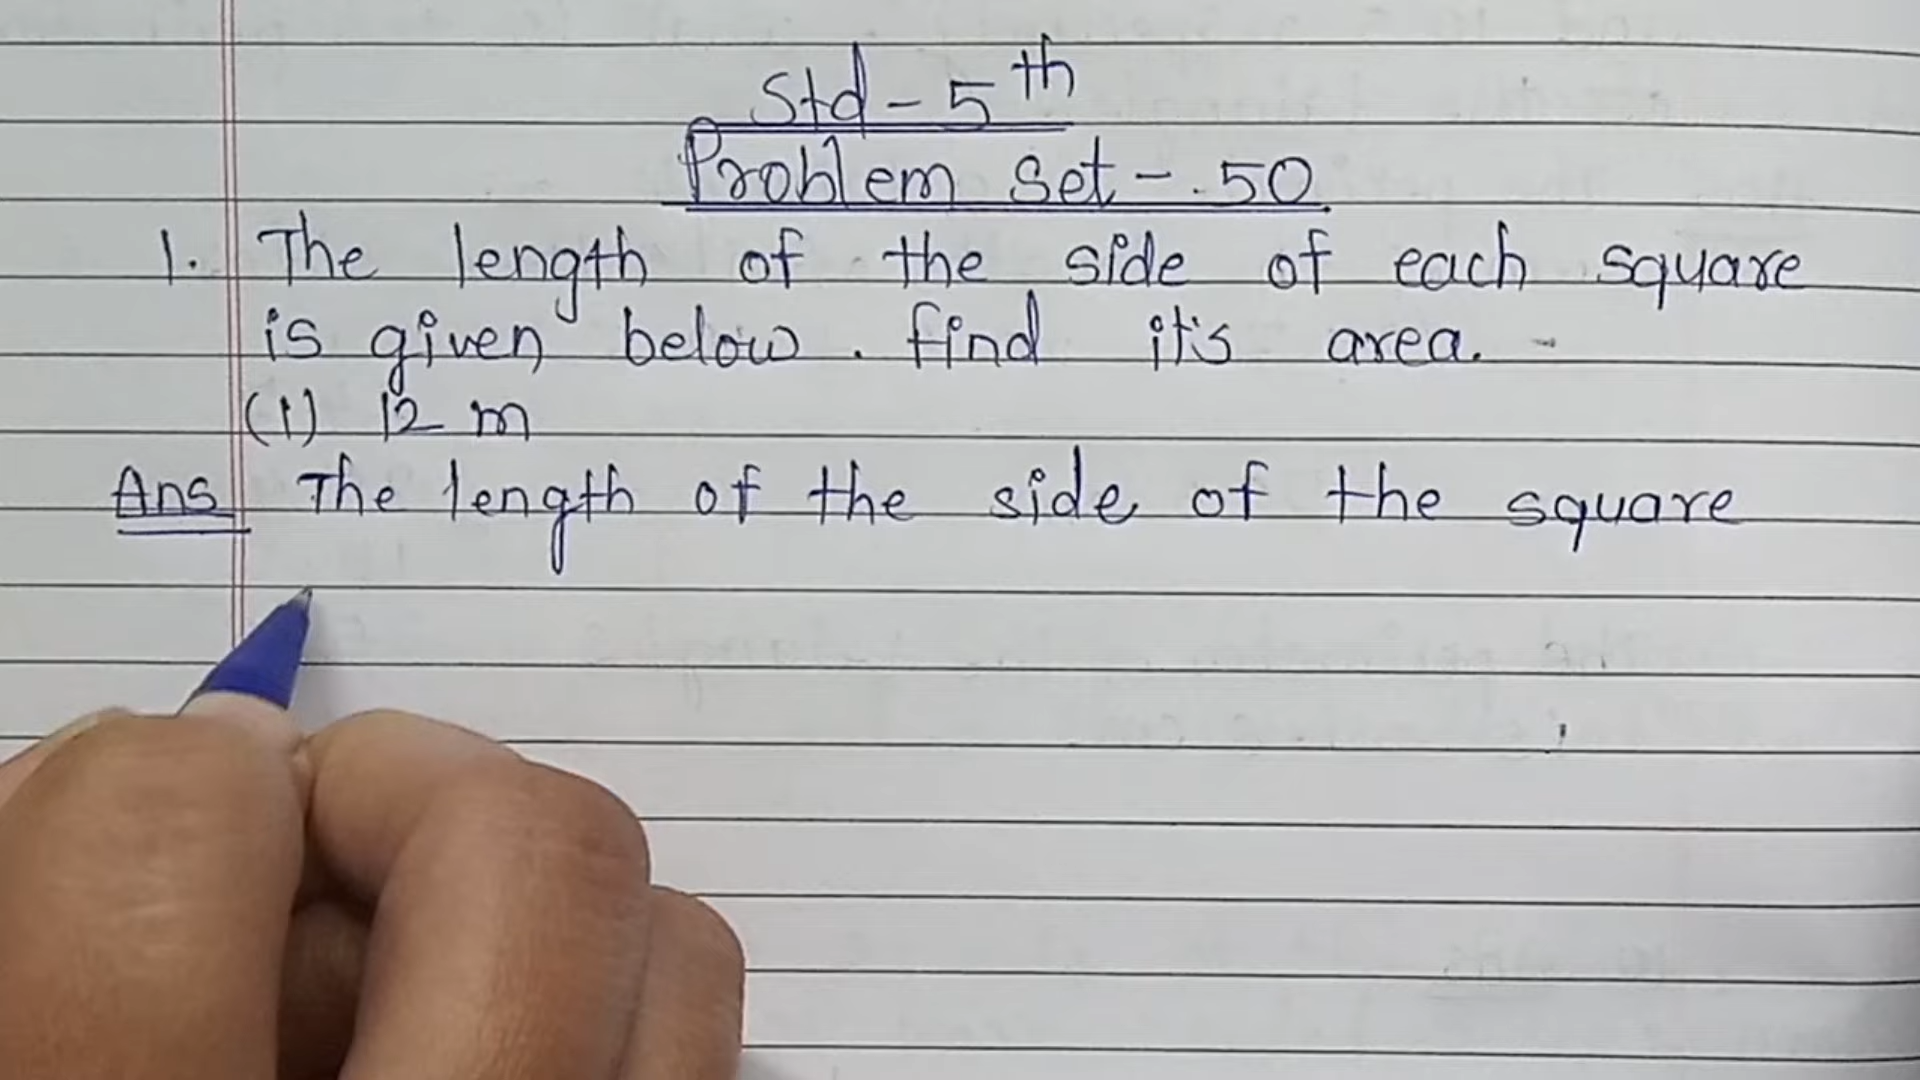 Std - 5th
Problem Set - 50.
1. The length of the side of each square
is given below. find it's area.
(1) 12 m
Ans The length of the side of the square